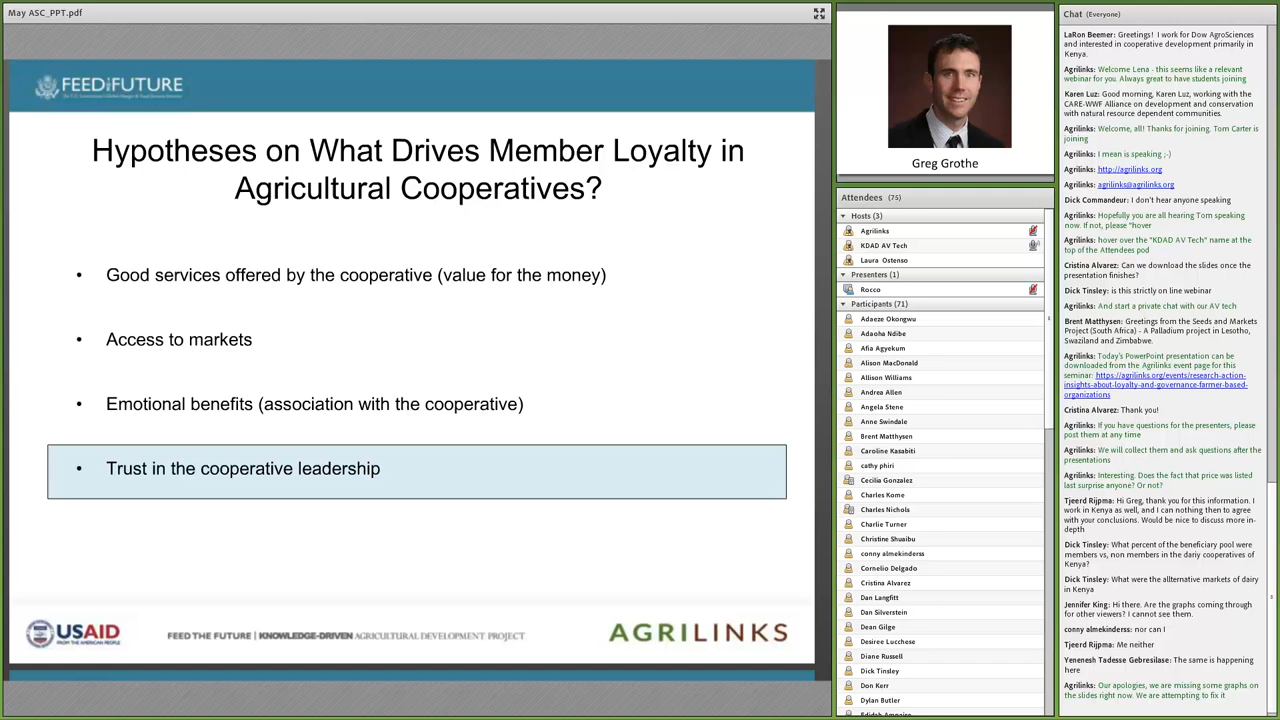 May ASC_PPT.pdf
FEED THE FUTURE
The U.S. Government's Global Hunger & Food Security Initiative
Hypotheses on What Drives Member Loyalty in
Agricultural Cooperatives?
• Good services offered by the cooperative (value for the money)
• Access to markets
• Emotional benefits (association with the cooperative)
• Trust in the cooperative leadership
USAID
FROM THE AMERICAN PEOPLE
FEED THE FUTURE | KNOWLEDGE-DRIVEN AGRICULTURAL DEVELOPMENT PROJECT
AGRILINKS
Greg Grothe
Attendees (75)
Hosts (3)
Agrilinks
KDAD AV Tech
Laura Ostenso
Presenters (1)
Rocco
Participants (71)
Adaeze Okongwu
Adaoha Ndibe
Afia Agyekum
Alison MacDonald
Allison Williams
Andrea Allen
Angela Stene
Anne Swindale
Brent Matthysen
Caroline Kasabiti
cathy phiri
Cecilia Gonzalez
Charles Kome
Charles Nichols
Charlie Turner
Christine Shuaibu
conny almekinderss
Cornelio Delgado
Cristina Alvarez
Dan Langfitt
Dan Silverstein
Dean Gilge
Desiree Lucchese
Diane Russell
Dick Tinsley
Don Kerr
Dylan Butler
Chat (Everyone)
LaRon Beemer: Greetings! I work for Dow AgroSciences
and interested in cooperative development primarily in
Kenya.
Agrilinks: Welcome Lena - this seems like a relevant
webinar for you. Always great to have students joining
Karen Luz: Good morning, Karen Luz, working with the
CARE-WWF Alliance on development and conservation
with natural resource dependent communities.
Agrilinks: Welcome, all! Thanks for joining. Tom Carter is
joining
Agrilinks: I mean is speaking ;-)
Agrilinks: http://agrilinks.org
Agrilinks: agrilinks@agrilinks.org
Dick Commandeur: I don't hear anyone speaking
Agrilinks: Hopefully you are all hearing Tom speaking
now. If not, please "hover
Agrilinks: hover over the "KDAD AV Tech" name at the
top of the Attendees pod
Cristina Alvarez: Can we download the slides once the
presentation finishes?
Dick Tinsley: is this strictly on line webinar
Agrilinks: And start a private chat with our AV tech
Brent Matthysen: Greetings from the Seeds and Markets
Project (South Africa) - A Palladium project in Lesotho,
Swaziland and Zimbabwe.
Agrilinks: Today's PowerPoint presentation can be
downloaded from the Agrilinks event page for this
seminar: https://agrilinks.org/events/research-action-
insights-about-loyalty-and-governance-farmer-based-
organizations
Cristina Alvarez: Thank you!
Agrilinks: If you have questions for the presenters, please
post them at any time
Agrilinks: We will collect them and ask questions after the
presentations
Agrilinks: Interesting. Does the fact that price was listed
last surprise anyone? Or not?
Tjeerd Rijpma: Hi Greg, thank you for this information. I
work in Kenya as well, and I can nothing then to agree
with your conclusions. Would be nice to discuss more in-
depth
Dick Tinsley: What percent of the beneficiary pool were
members vs, non members in the dariy cooperatives of
Kenya?
Dick Tinsley: What were the allternative markets of dairy
in Kenya
Jennifer King: Hi there. Are the graphs coming through
for other viewers? I cannot see them.
conny almekinderss: nor can I
Tjeerd Rijpma: Me neither
Yenenesh Tadesse Gebresilase: The same is happening
here
Agrilinks: Our apologies, we are missing some graphs on
the slides right now. We are attempting to fix it